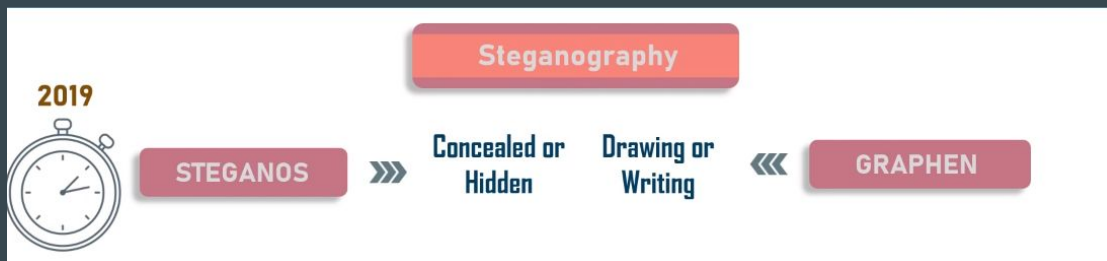 Steganography
2019
STEGANOS
Concealed or
Hidden
Drawing or
Writing
GRAPHEN